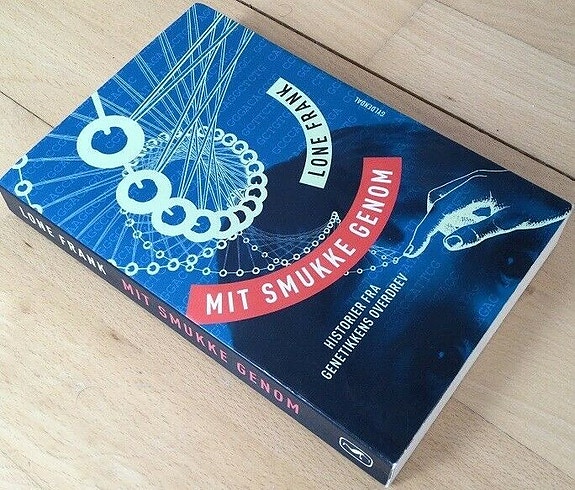 LONE FRANK
GYLDENDAL
MIT SMUKKE GENOM
HISTORIER FRA
GENETIKKENS OVERDREV
LONE FRANK MIT SMUKKE GENOM